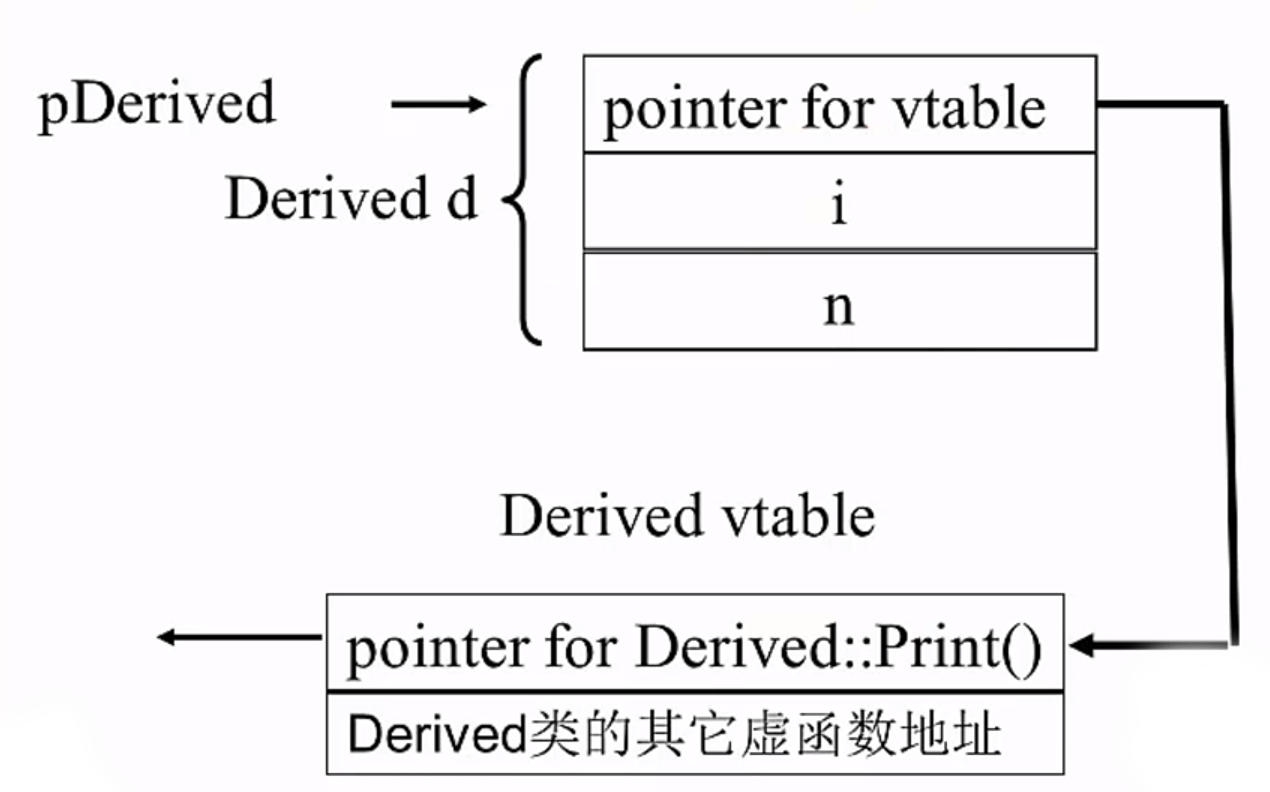 pDerived
pointer for vtable
Derived d
i
n
Derived vtable
pointer for Derived::Print()
Derived类的其它虚函数地址